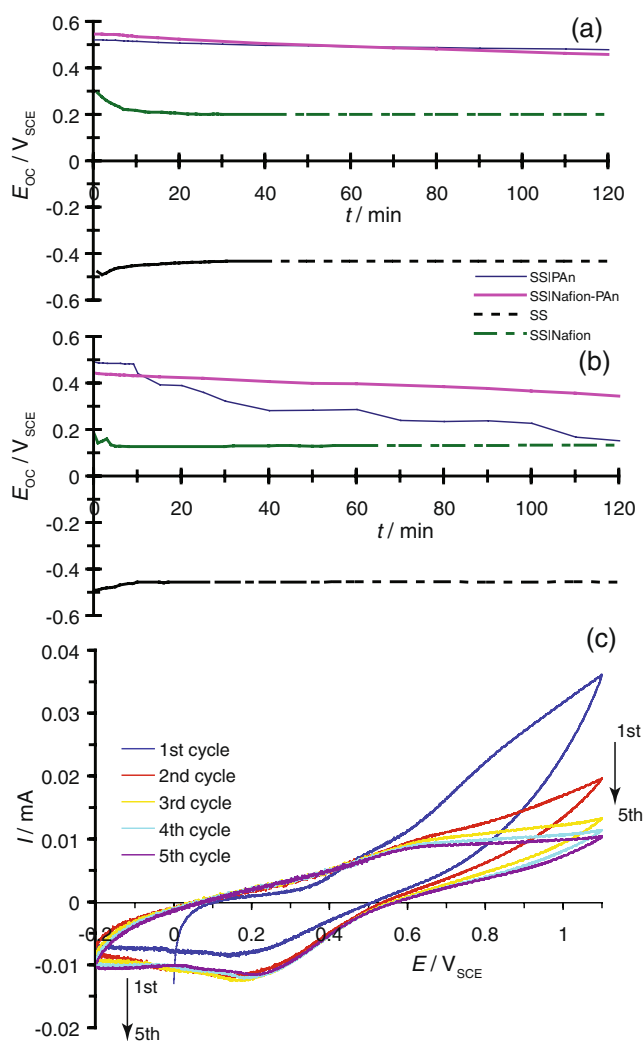 (a)
0.6
0.4
0.2
0
-0.2
-0.4
-0.6
E_OC / V_SCE
0 20 40 60 80 100 120
t / min
SS|PAn
SS|Nafion-PAn
SS
SS|Nafion
(b)
0.6
0.4
0.2
0
-0.2
-0.4
-0.6
E_OC / V_SCE
0 20 40 60 80 100 120
t / min
(c)
0.04
0.03
0.02
0.01
0
-0.01
-0.02
I / mA
1st cycle
2nd cycle
3rd cycle
4th cycle
5th cycle
1st
5th
-0.2 0 0.2 0.4 0.6 0.8 1
E / V_SCE
1st
5th